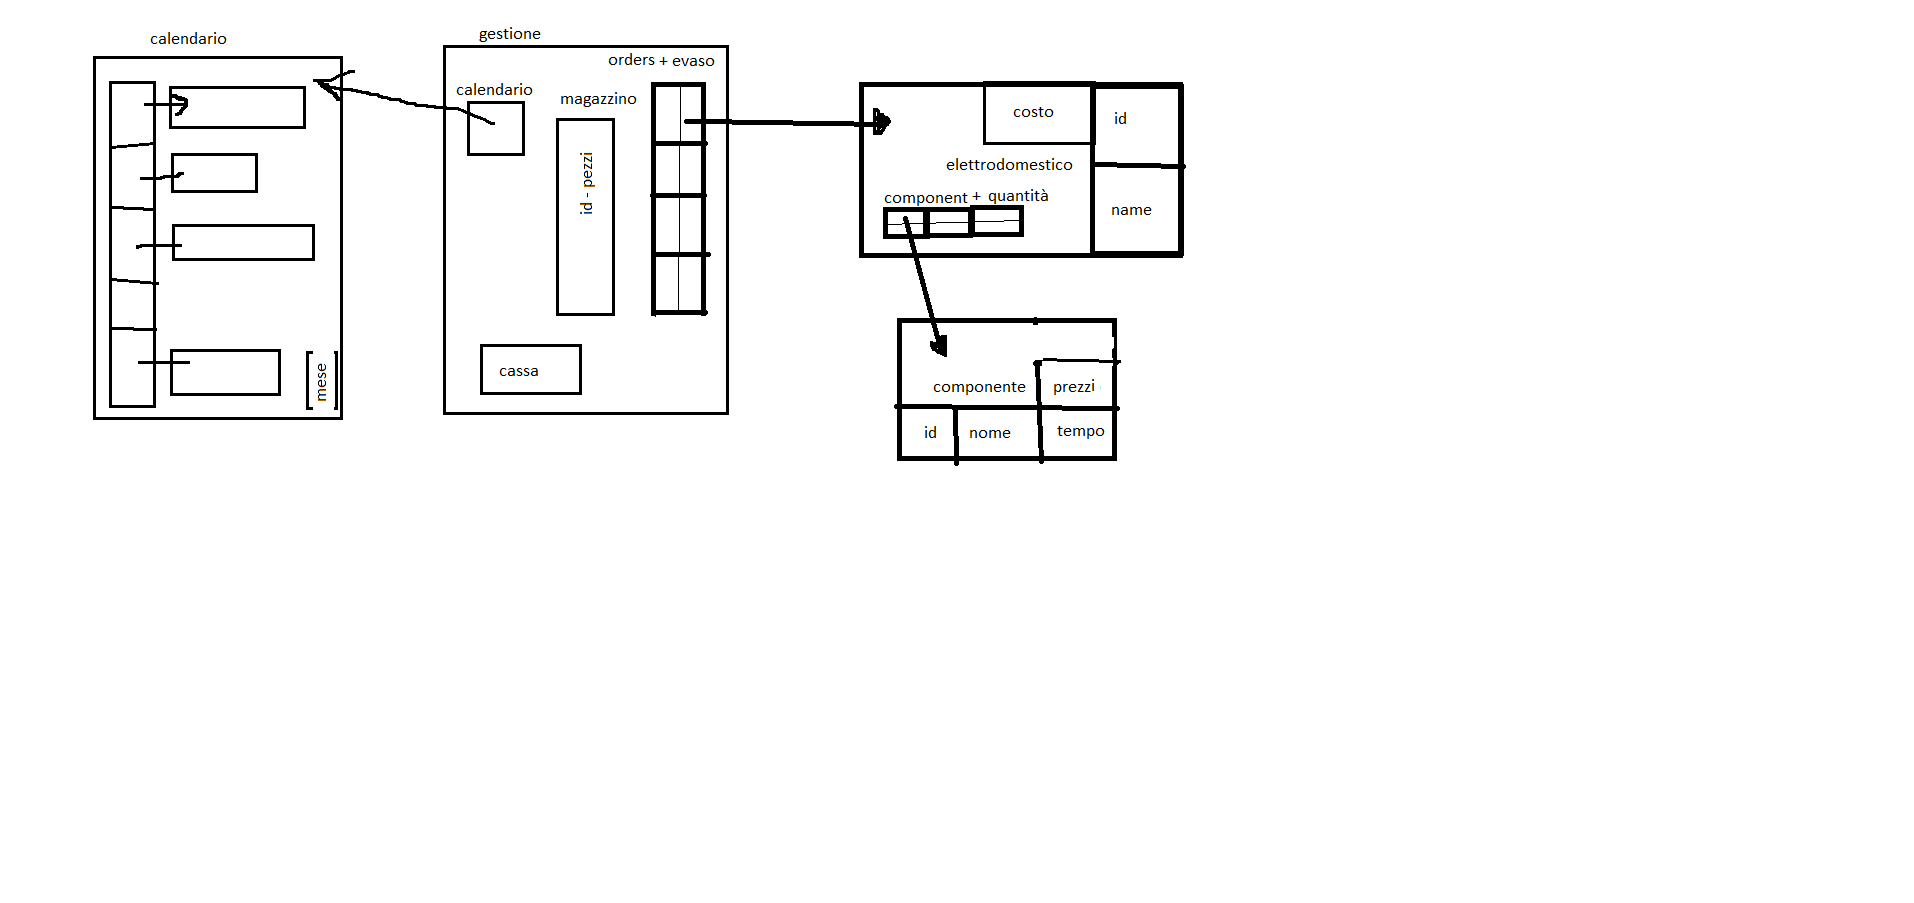 calendario
mese
gestione
orders + evaso
calendario
magazzino
id - pezzi
cassa
costo
id
elettrodomestico
component + quantità
name
componente
prezzi
id
nome
tempo